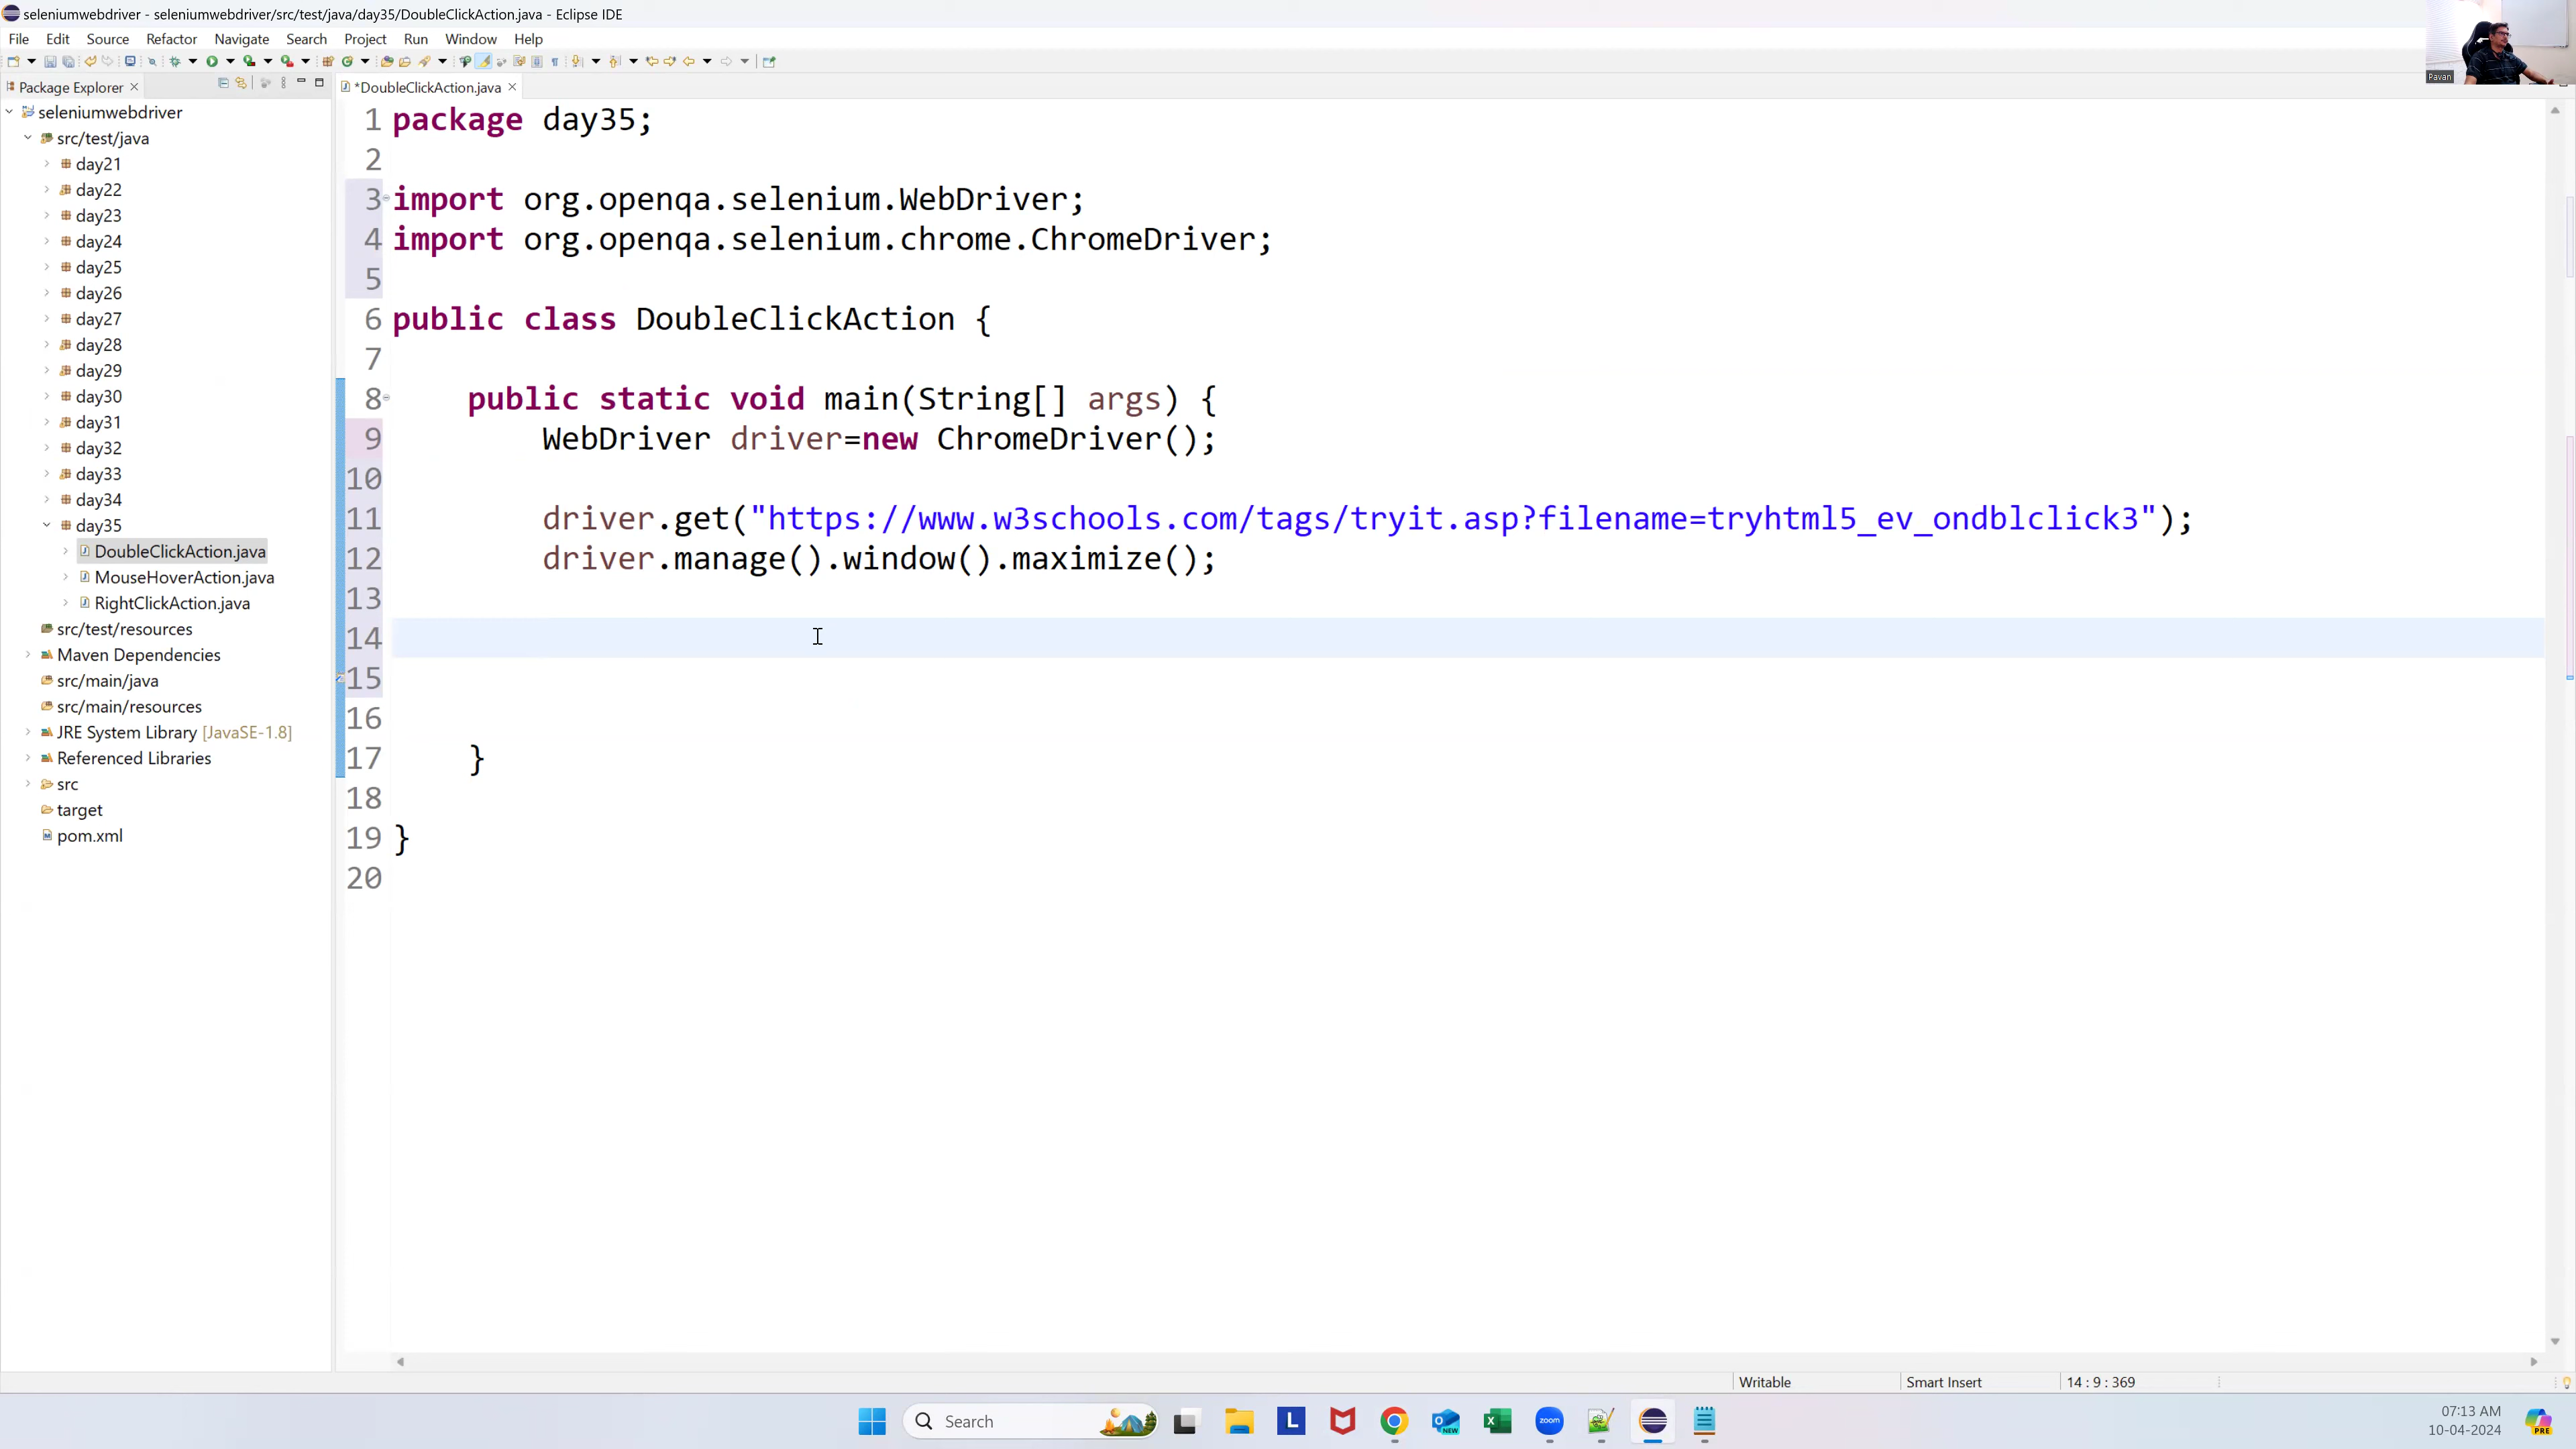 seleniumwebdriver - seleniumwebdriver/src/test/java/day35/DoubleClickAction.java - Eclipse IDE
File Edit Source Refactor Navigate Search Project Run Window Help
Pavan
Package Explorer
*DoubleClickAction.java
seleniumwebdriver
src/test/java
day21
day22
day23
day24
day25
day26
day27
day28
day29
day30
day31
day32
day33
day34
day35
DoubleClickAction.java
MouseHoverAction.java
RightClickAction.java
src/test/resources
Maven Dependencies
src/main/java
src/main/resources
JRE System Library [JavaSE-1.8]
Referenced Libraries
src
target
pom.xml
1 package day35;
2
3 import org.openqa.selenium.WebDriver;
4 import org.openqa.selenium.chrome.ChromeDriver;
5
6 public class DoubleClickAction {
7
8 public static void main(String[] args) {
9 WebDriver driver=new ChromeDriver();
10
11 driver.get("https://www.w3schools.com/tags/tryit.asp?filename=tryhtml5_ev_ondblclick3");
12 driver.manage().window().maximize();
13
14
15
16
17 }
18
19 }
20
Writable Smart Insert 14 : 9 : 369
Search
L
NEW
zoom
07:13 AM
10-04-2024
PRE